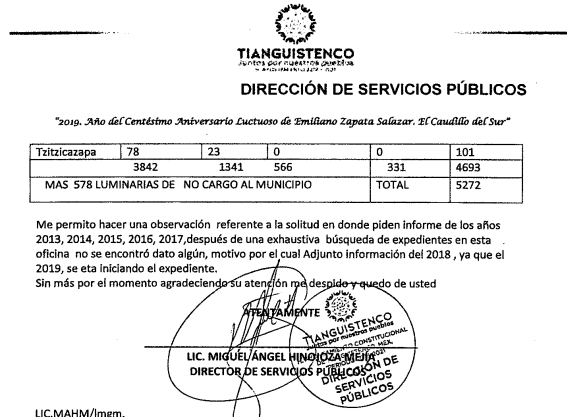 TIANGUISTENCO
Juntos por nuestros pueblos
DIRECCIÓN DE SERVICIOS PÚBLICOS
"2019. Año del Centésimo Aniversario Luctuoso de Emiliano Zapata Salazar. El Caudillo del Sur"
Tzitzicazapa 78 23 0 0 101
3842 1341 566 331 4693
MAS 578 LUMINARIAS DE NO CARGO AL MUNICIPIO TOTAL 5272
Me permito hacer una observación referente a la solitud en donde piden informe de los años
2013, 2014, 2015, 2016, 2017,después de una exhaustiva búsqueda de expedientes en esta
oficina no se encontró dato algún, motivo por el cual Adjunto información del 2018 , ya que el
2019, se eta iniciando el expediente.
Sin más por el momento agradeciendo su atención me despido y quedo de usted
ATENTAMENTE
TIANGUISTENCO
Juntos por nuestros pueblos
CONSTITUCIONAL
DIRECCIÓN DE
SERVICIOS
PÚBLICOS
LIC. MIGUEL ÁNGEL HINOJOZA MEJIA
DIRECTOR DE SERVICIOS PÚBLICOS
LIC.MAHM/lmgm.